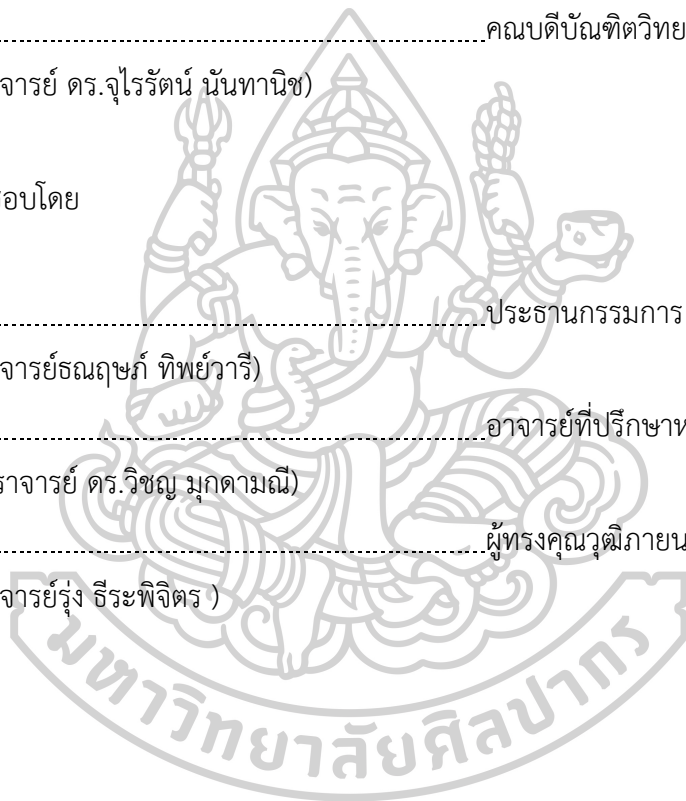 คณบดีบัณฑิตวิทย
จารย์ ดร.จุไรรัตน์ นันทานิช)
อบโดย
ประธานกรรมการ
จารย์ธณฤษภ์ ทิพย์วารี)
อาจารย์ที่ปรึกษาห
ราจารย์ ดร.วิชญ มุกดามณี)
ผู้ทรงคุณวุฒิภายน
จารย์รุ่ง ธีระพิจิตร )
มหาวิทยาลัยศิลปากร